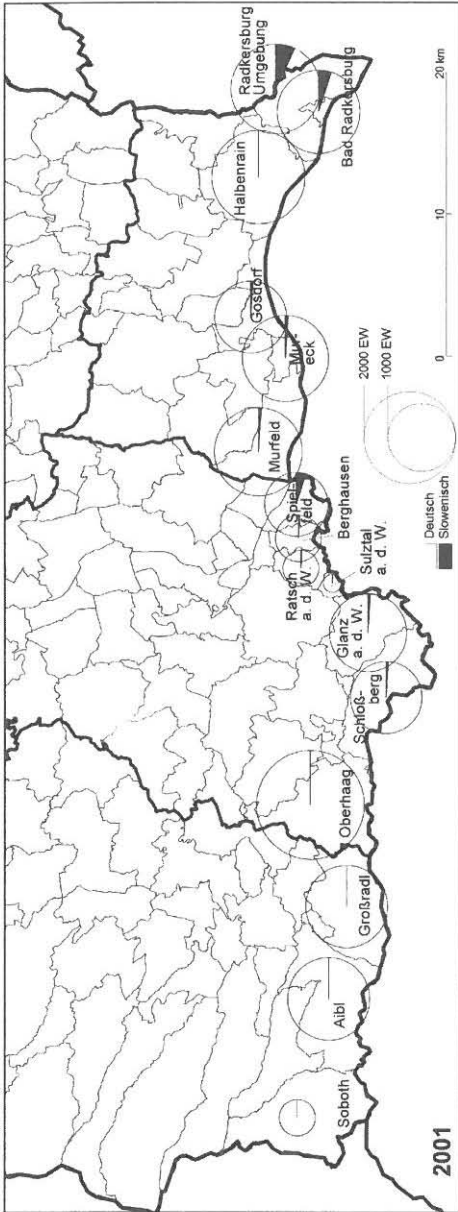 Radkersburg
Umgebung
Bad Radkersburg
Halbenrain
Gosdorf
Mur-
eck
Murfeld
Spiel-
feld
Berghausen
Ratsch
a. d. W.
Sulztal
a. d. W.
Glanz
a. d. W.
Schloß-
berg
Oberhaag
Großradl
Aibl
Soboth
2001
Deutsch
Slowenisch
2000 EW
1000 EW
0
10
20 km